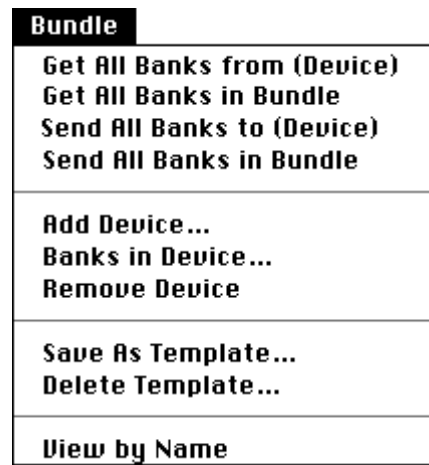 Bundle
Get All Banks from (Device)
Get All Banks in Bundle
Send All Banks to (Device)
Send All Banks in Bundle
Add Device...
Banks in Device...
Remove Device
Save As Template...
Delete Template...
View by Name